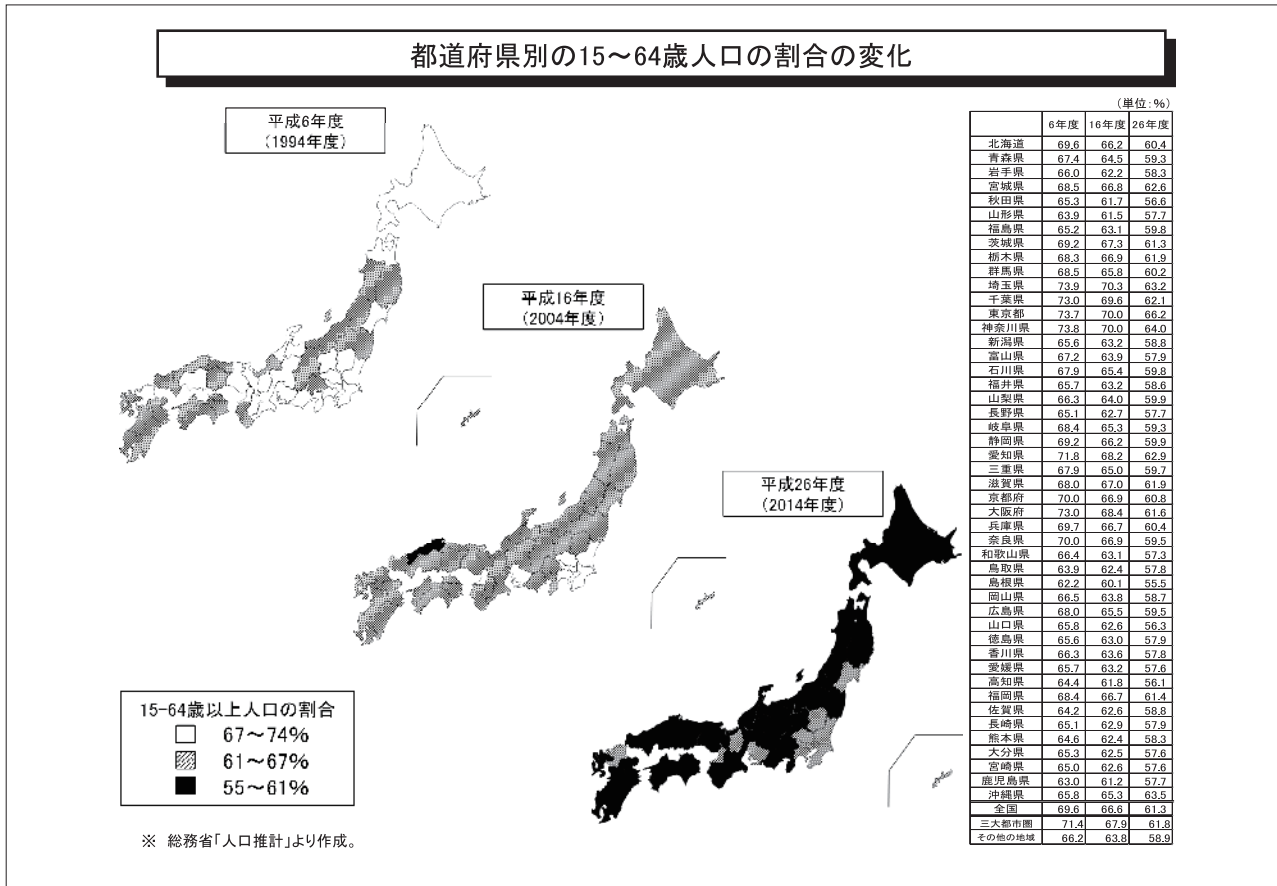 都道府県別の15～64歳人口の割合の変化
平成6年度
(1994年度)
平成16年度
(2004年度)
平成26年度
(2014年度)
15-64歳以上人口の割合
67～74%
61～67%
55～61%
※ 総務省「人口推計」より作成。
(単位:%)
6年度 16年度 26年度
北海道 69.6 66.2 60.4
青森県 67.4 64.5 59.3
岩手県 66.0 62.2 58.3
宮城県 68.5 66.8 62.6
秋田県 65.3 61.7 56.6
山形県 63.9 61.5 57.7
福島県 65.2 63.1 59.8
茨城県 69.2 67.3 61.3
栃木県 68.3 66.9 61.9
群馬県 68.5 65.8 60.2
埼玉県 73.9 70.3 63.2
千葉県 73.0 69.6 62.1
東京都 73.7 70.0 66.2
神奈川県 73.8 70.0 64.0
新潟県 65.6 63.2 58.8
富山県 67.2 63.9 57.9
石川県 67.9 65.4 59.8
福井県 65.7 63.2 58.6
山梨県 66.3 64.0 59.9
長野県 65.1 62.7 57.7
岐阜県 68.4 65.3 59.3
静岡県 69.2 66.2 59.9
愛知県 71.8 68.2 62.9
三重県 67.9 65.0 59.7
滋賀県 68.0 67.0 61.9
京都府 70.0 66.9 60.8
大阪府 73.0 68.4 61.6
兵庫県 69.7 66.7 60.4
奈良県 70.0 66.9 59.5
和歌山県 66.4 63.1 57.3
鳥取県 63.9 62.4 57.8
島根県 62.2 60.1 55.5
岡山県 66.5 63.8 58.7
広島県 68.0 65.5 59.5
山口県 65.8 62.6 56.3
徳島県 65.6 63.0 57.9
香川県 66.3 63.6 57.8
愛媛県 65.7 63.2 57.6
高知県 64.4 61.8 56.1
福岡県 68.4 66.7 61.4
佐賀県 64.2 62.6 58.8
長崎県 65.1 62.9 57.9
熊本県 64.6 62.4 58.3
大分県 65.3 62.5 57.6
宮崎県 65.0 62.6 57.6
鹿児島県 63.0 61.2 57.7
沖縄県 65.8 65.3 63.5
全国 69.6 66.6 61.3
三大都市圏 71.4 67.9 61.8
その他の地域 66.2 63.8 58.9